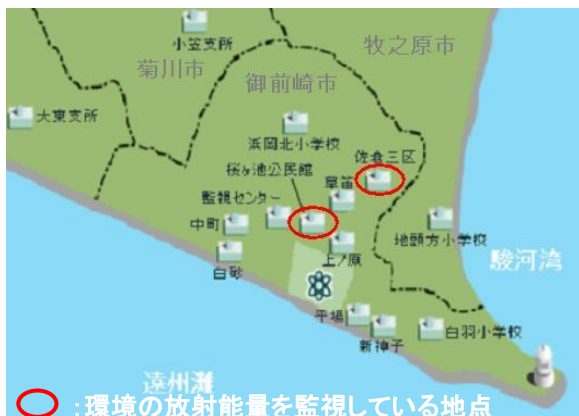 小笠支所
牧之原市
菊川市
御前崎市
大東支所
浜岡北小学校
佐倉三区
桜ヶ池公民館
草笛
監視センター
中町
地頭方小学校
上ノ原
白砂
駿河湾
平場
白羽小学校
新神子
遠州灘
:環境の放射能量を監視している地点